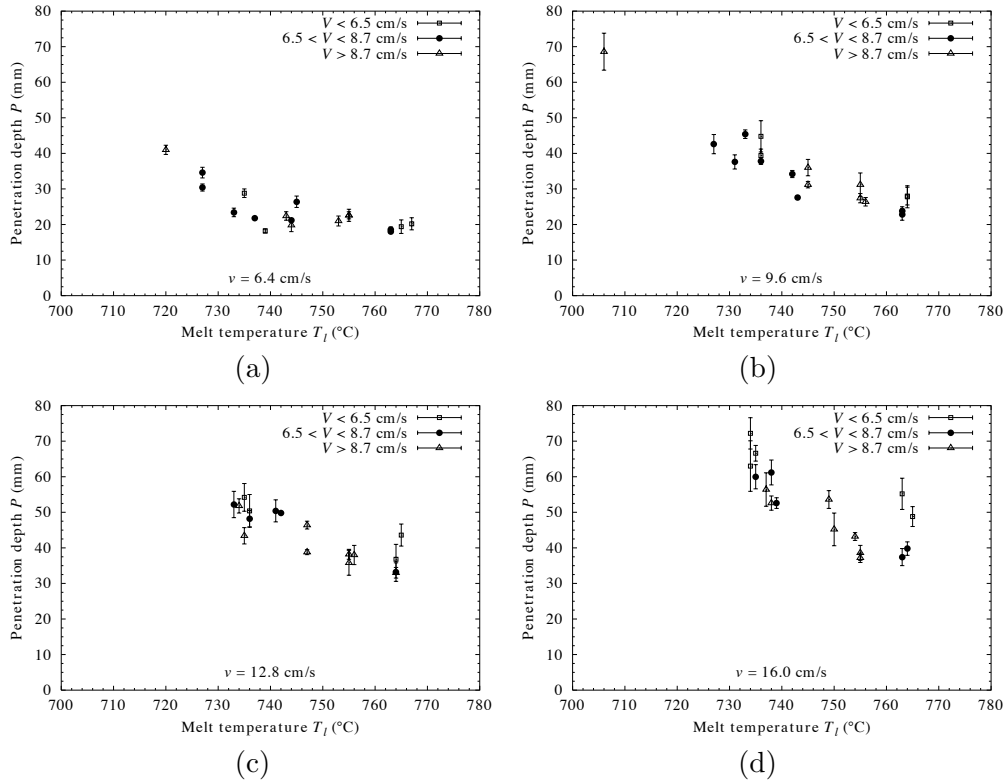 80
70
60
50
40
30
20
10
0
Penetration depth P (mm)
V < 6.5 cm/s
6.5 < V < 8.7 cm/s
V > 8.7 cm/s
v = 6.4 cm/s
700 710 720 730 740 750 760 770 780
Melt temperature T_l (°C)
(a)
80
70
60
50
40
30
20
10
0
Penetration depth P (mm)
V < 6.5 cm/s
6.5 < V < 8.7 cm/s
V > 8.7 cm/s
v = 9.6 cm/s
700 710 720 730 740 750 760 770 780
Melt temperature T_l (°C)
(b)
80
70
60
50
40
30
20
10
0
Penetration depth P (mm)
V < 6.5 cm/s
6.5 < V < 8.7 cm/s
V > 8.7 cm/s
v = 12.8 cm/s
700 710 720 730 740 750 760 770 780
Melt temperature T_l (°C)
(c)
80
70
60
50
40
30
20
10
0
Penetration depth P (mm)
V < 6.5 cm/s
6.5 < V < 8.7 cm/s
V > 8.7 cm/s
v = 16.0 cm/s
700 710 720 730 740 750 760 770 780
Melt temperature T_l (°C)
(d)